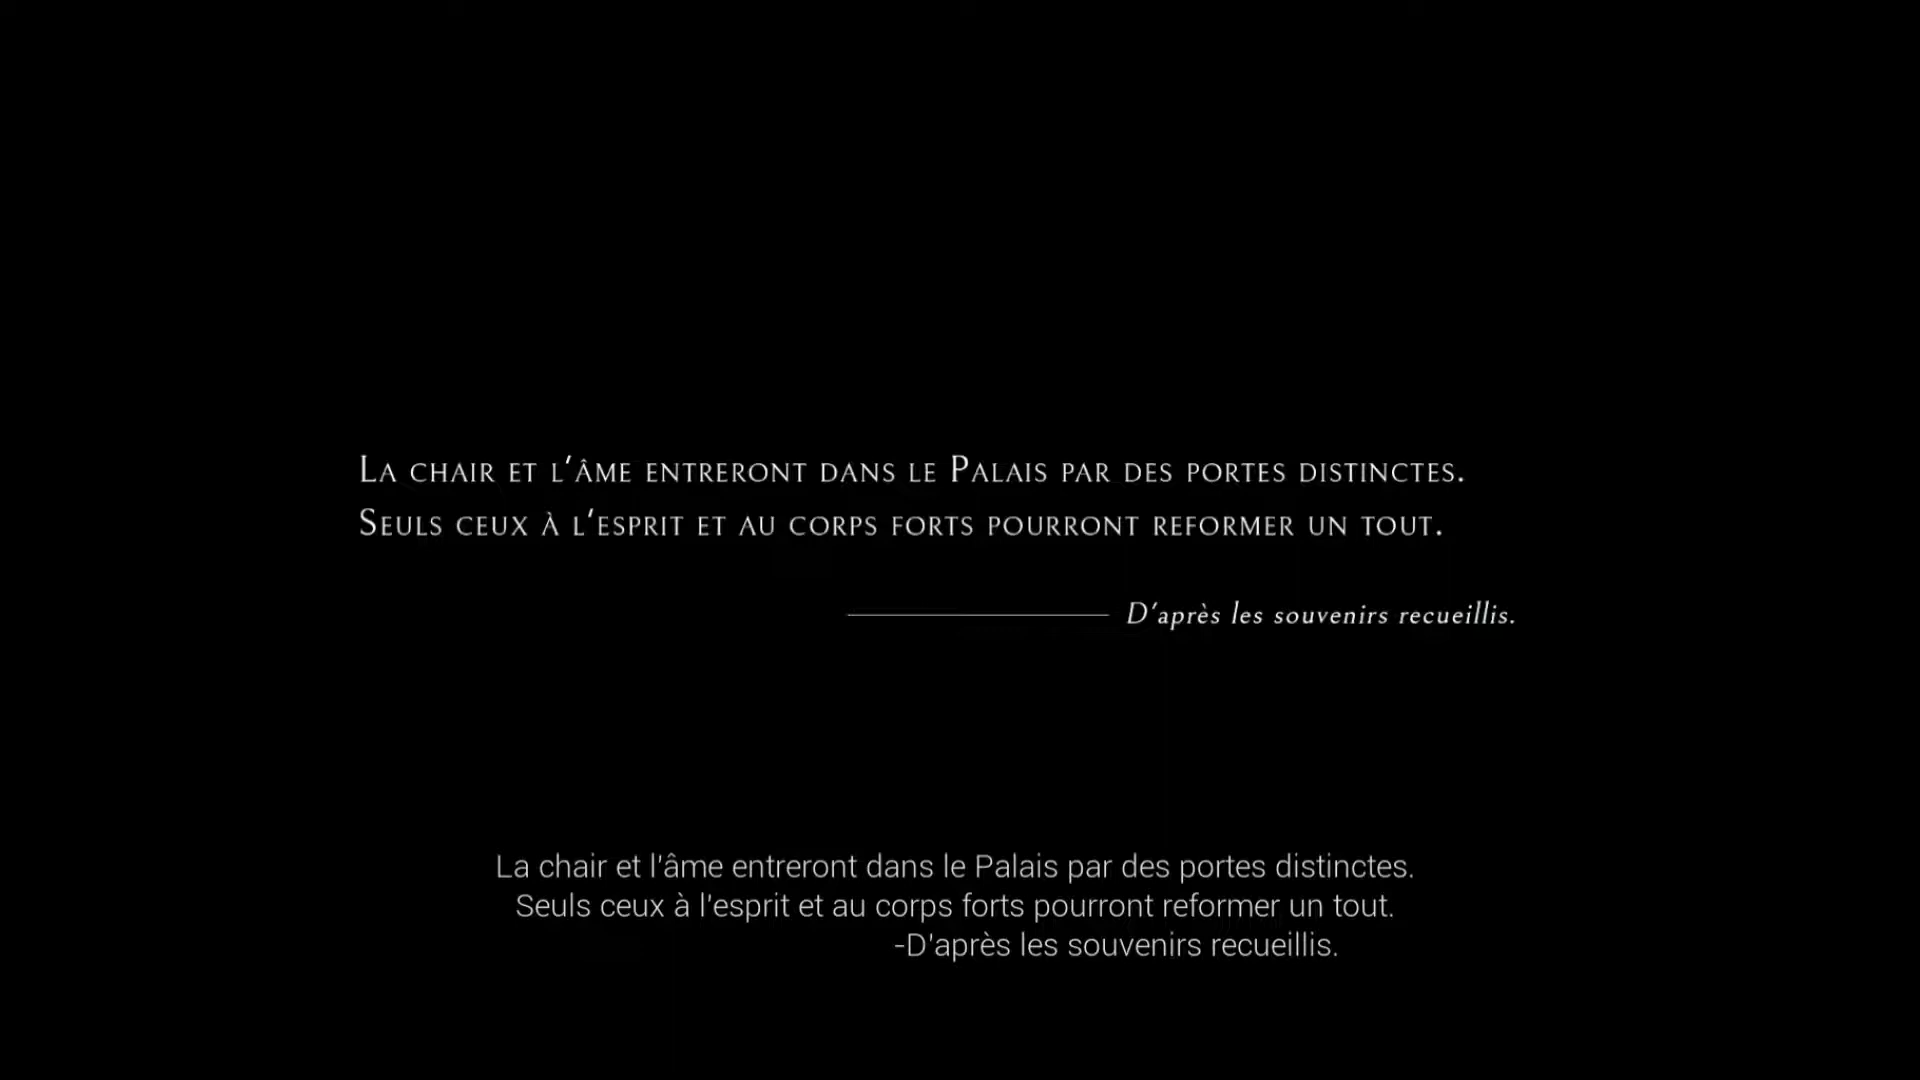 La chair et l'âme entreront dans le Palais par des portes distinctes.
Seuls ceux à l'esprit et au corps forts pourront reformer un tout.
D'après les souvenirs recueillis.
La chair et l'âme entreront dans le Palais par des portes distinctes.
Seuls ceux à l'esprit et au corps forts pourront reformer un tout.
-D'après les souvenirs recueillis.